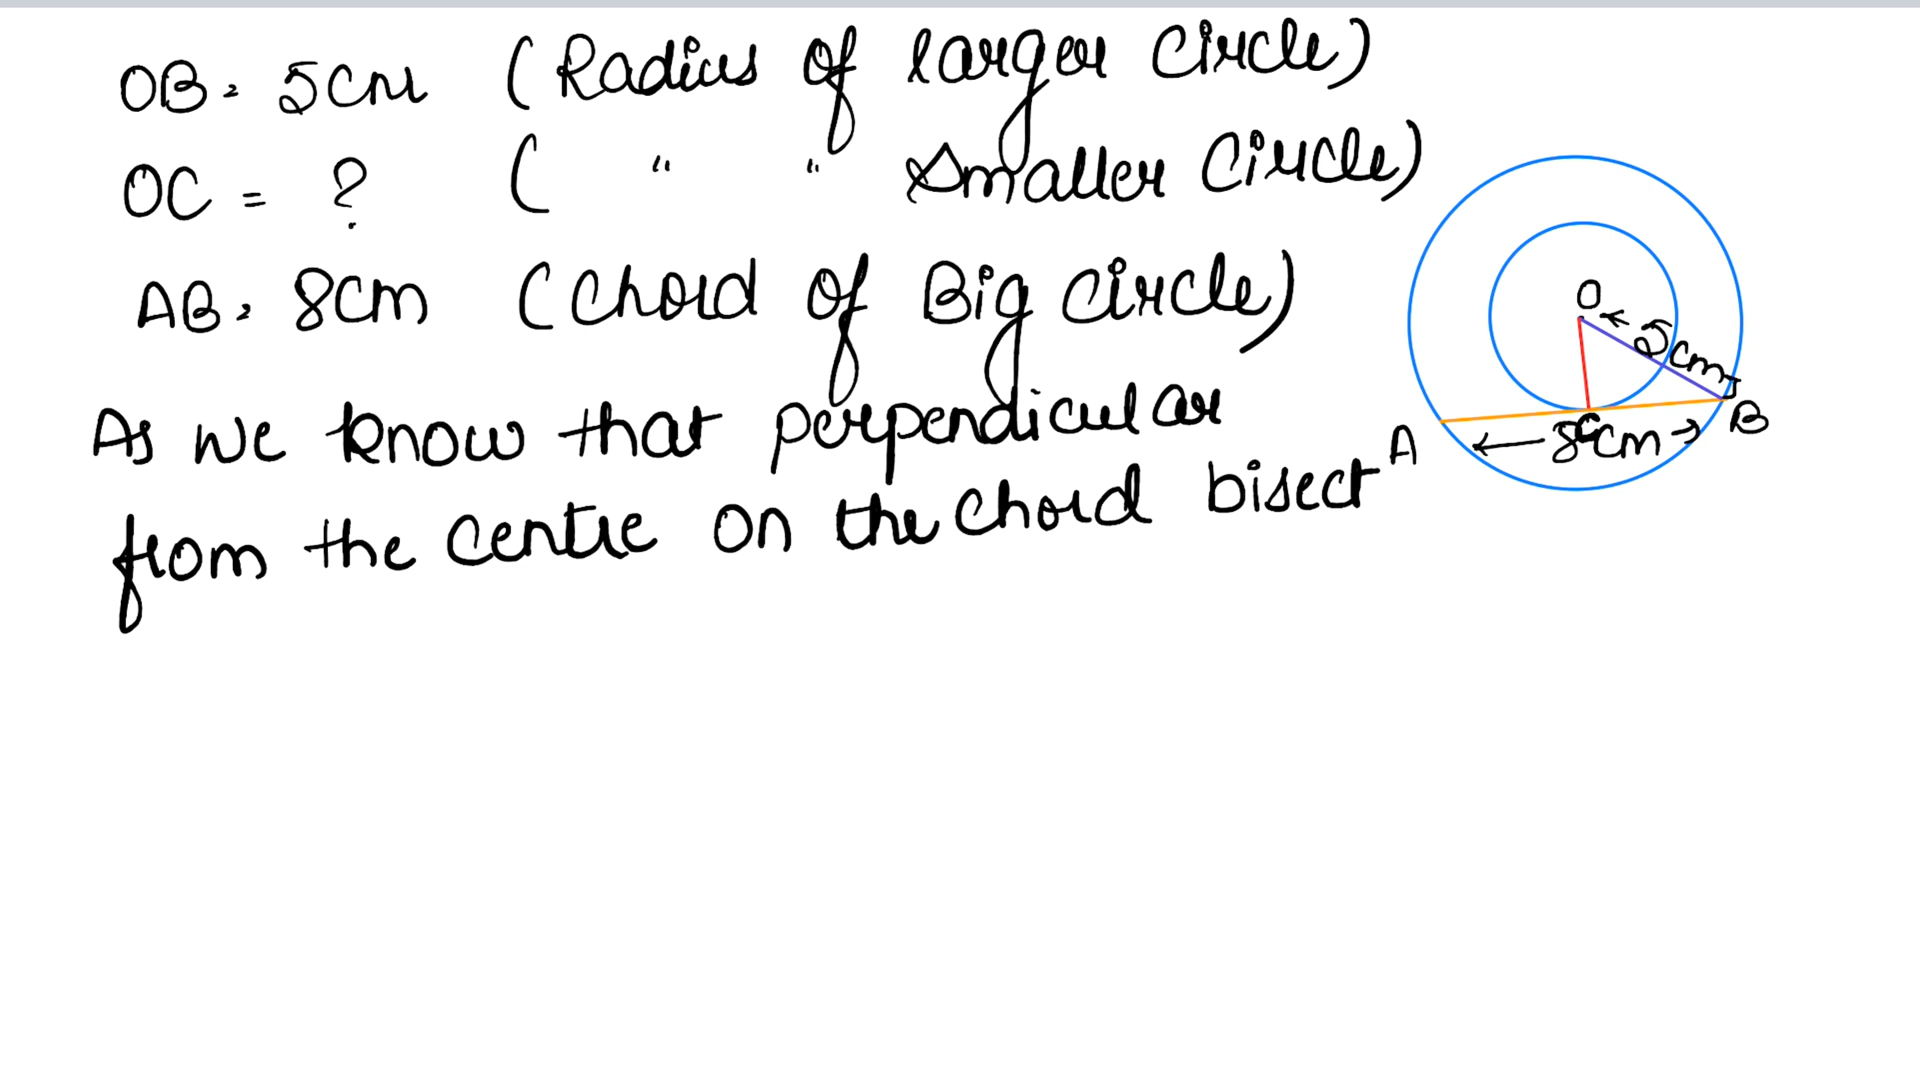 OB = 5cm (Radius of larger circle)
OC = ? ( " " Smaller Circle)
AB = 8cm (Chord of Big circle)
As we know that perpendicular
from the centre on the chord bisect
O
5cm
B
C
8cm
A